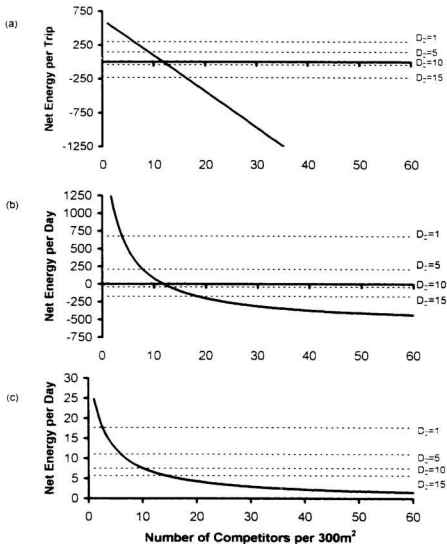 (a)
Net Energy per Trip
750
250
-250
-750
-1250
0 10 20 30 40 50 60
D₂=1
D₂=5
D₂=10
D₂=15
(b)
Net Energy per Day
1250
1000
750
500
250
0
-250
-500
-750
0 10 20 30 40 50 60
D₂=1
D₂=5
D₂=10
D₂=15
(c)
Net Energy per Day
30
25
20
15
10
5
0
0 10 20 30 40 50 60
D₂=1
D₂=5
D₂=10
D₂=15
Number of Competitors per 300m²